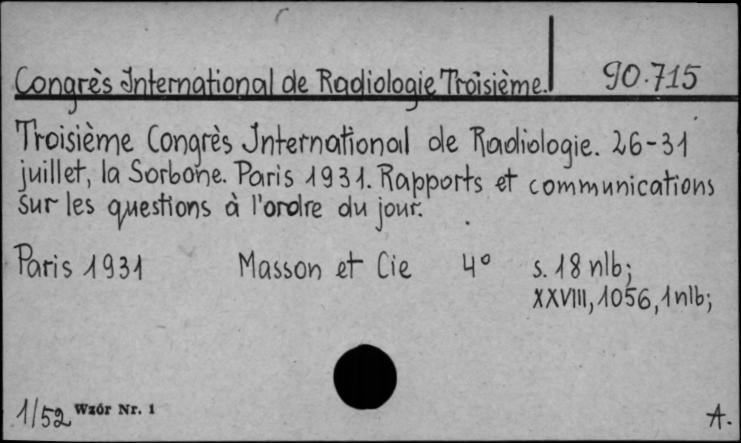 Congrès International de Radiologie Troisième. 90.715
Troisième Congrès International de Radiologie. 26-31
juillet, la Sorbone. Paris 1931. Rapports et communications
sur les questions à l'ordre du jour.
Paris 1931 Masson et Cie 4° s. 18 nlb;
XXVIII, 1056, 1 nlb;
1/52 Wzór Nr. 1 A.